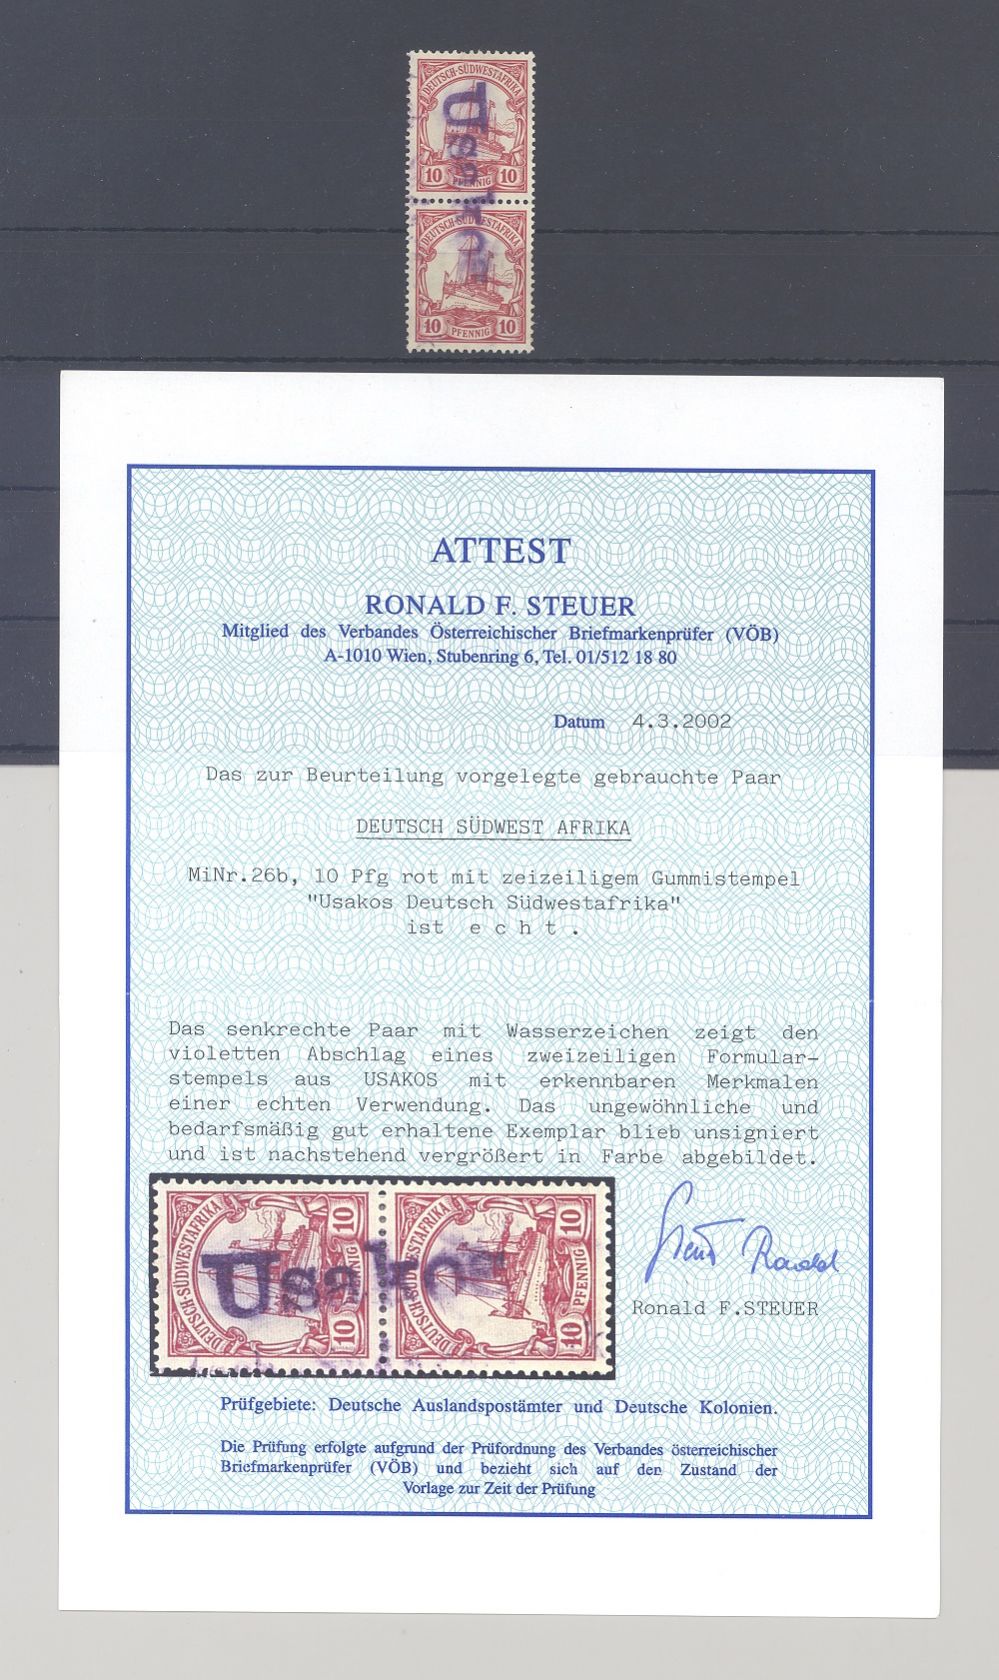 DEUTSCH-SÜDWESTAFRIKA
Usakos
10 PFENNIG 10
DEUTSCH-SÜDWESTAFRIKA
10 PFENNIG 10
ATTEST
RONALD F. STEUER
Mitglied des Verbandes Österreichischer Briefmarkenprüfer (VÖB)
A-1010 Wien, Stubenring 6, Tel. 01/512 18 80
Datum 4.3.2002
Das zur Beurteilung vorgelegte gebrauchte Paar
DEUTSCH SÜDWEST AFRIKA
MiNr.26b, 10 Pfg rot mit zeizeiligem Gummistempel
"Usakos Deutsch Südwestafrika"
ist e c h t .
Das senkrechte Paar mit Wasserzeichen zeigt den
violetten Abschlag eines zweizeiligen Formular-
stempels aus USAKOS mit erkennbaren Merkmalen
einer echten Verwendung. Das ungewöhnliche und
bedarfsmäßig gut erhaltene Exemplar blieb unsigniert
und ist nachstehend vergrößert in Farbe abgebildet.
DEUTSCH-SÜDWESTAFRIKA
10 PFENNIG 10
Usakos
DEUTSCH-SÜDWESTAFRIKA
10 PFENNIG 10
Steuer Ronald
Ronald F.STEUER
Prüfgebiete: Deutsche Auslandspostämter und Deutsche Kolonien.
Die Prüfung erfolgte aufgrund der Prüfordnung des Verbandes österreichischer
Briefmarkenprüfer (VÖB) und bezieht sich auf den Zustand der
Vorlage zur Zeit der Prüfung